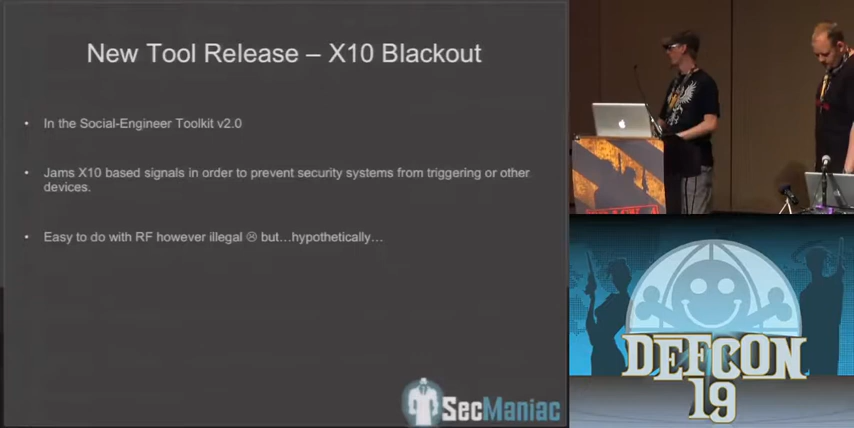 New Tool Release – X10 Blackout
• In the Social-Engineer Toolkit v2.0
• Jams X10 based signals in order to prevent security systems from triggering or other
devices.
• Easy to do with RF however illegal ☹ but…hypothetically…
SecManiac
DEFCON
19